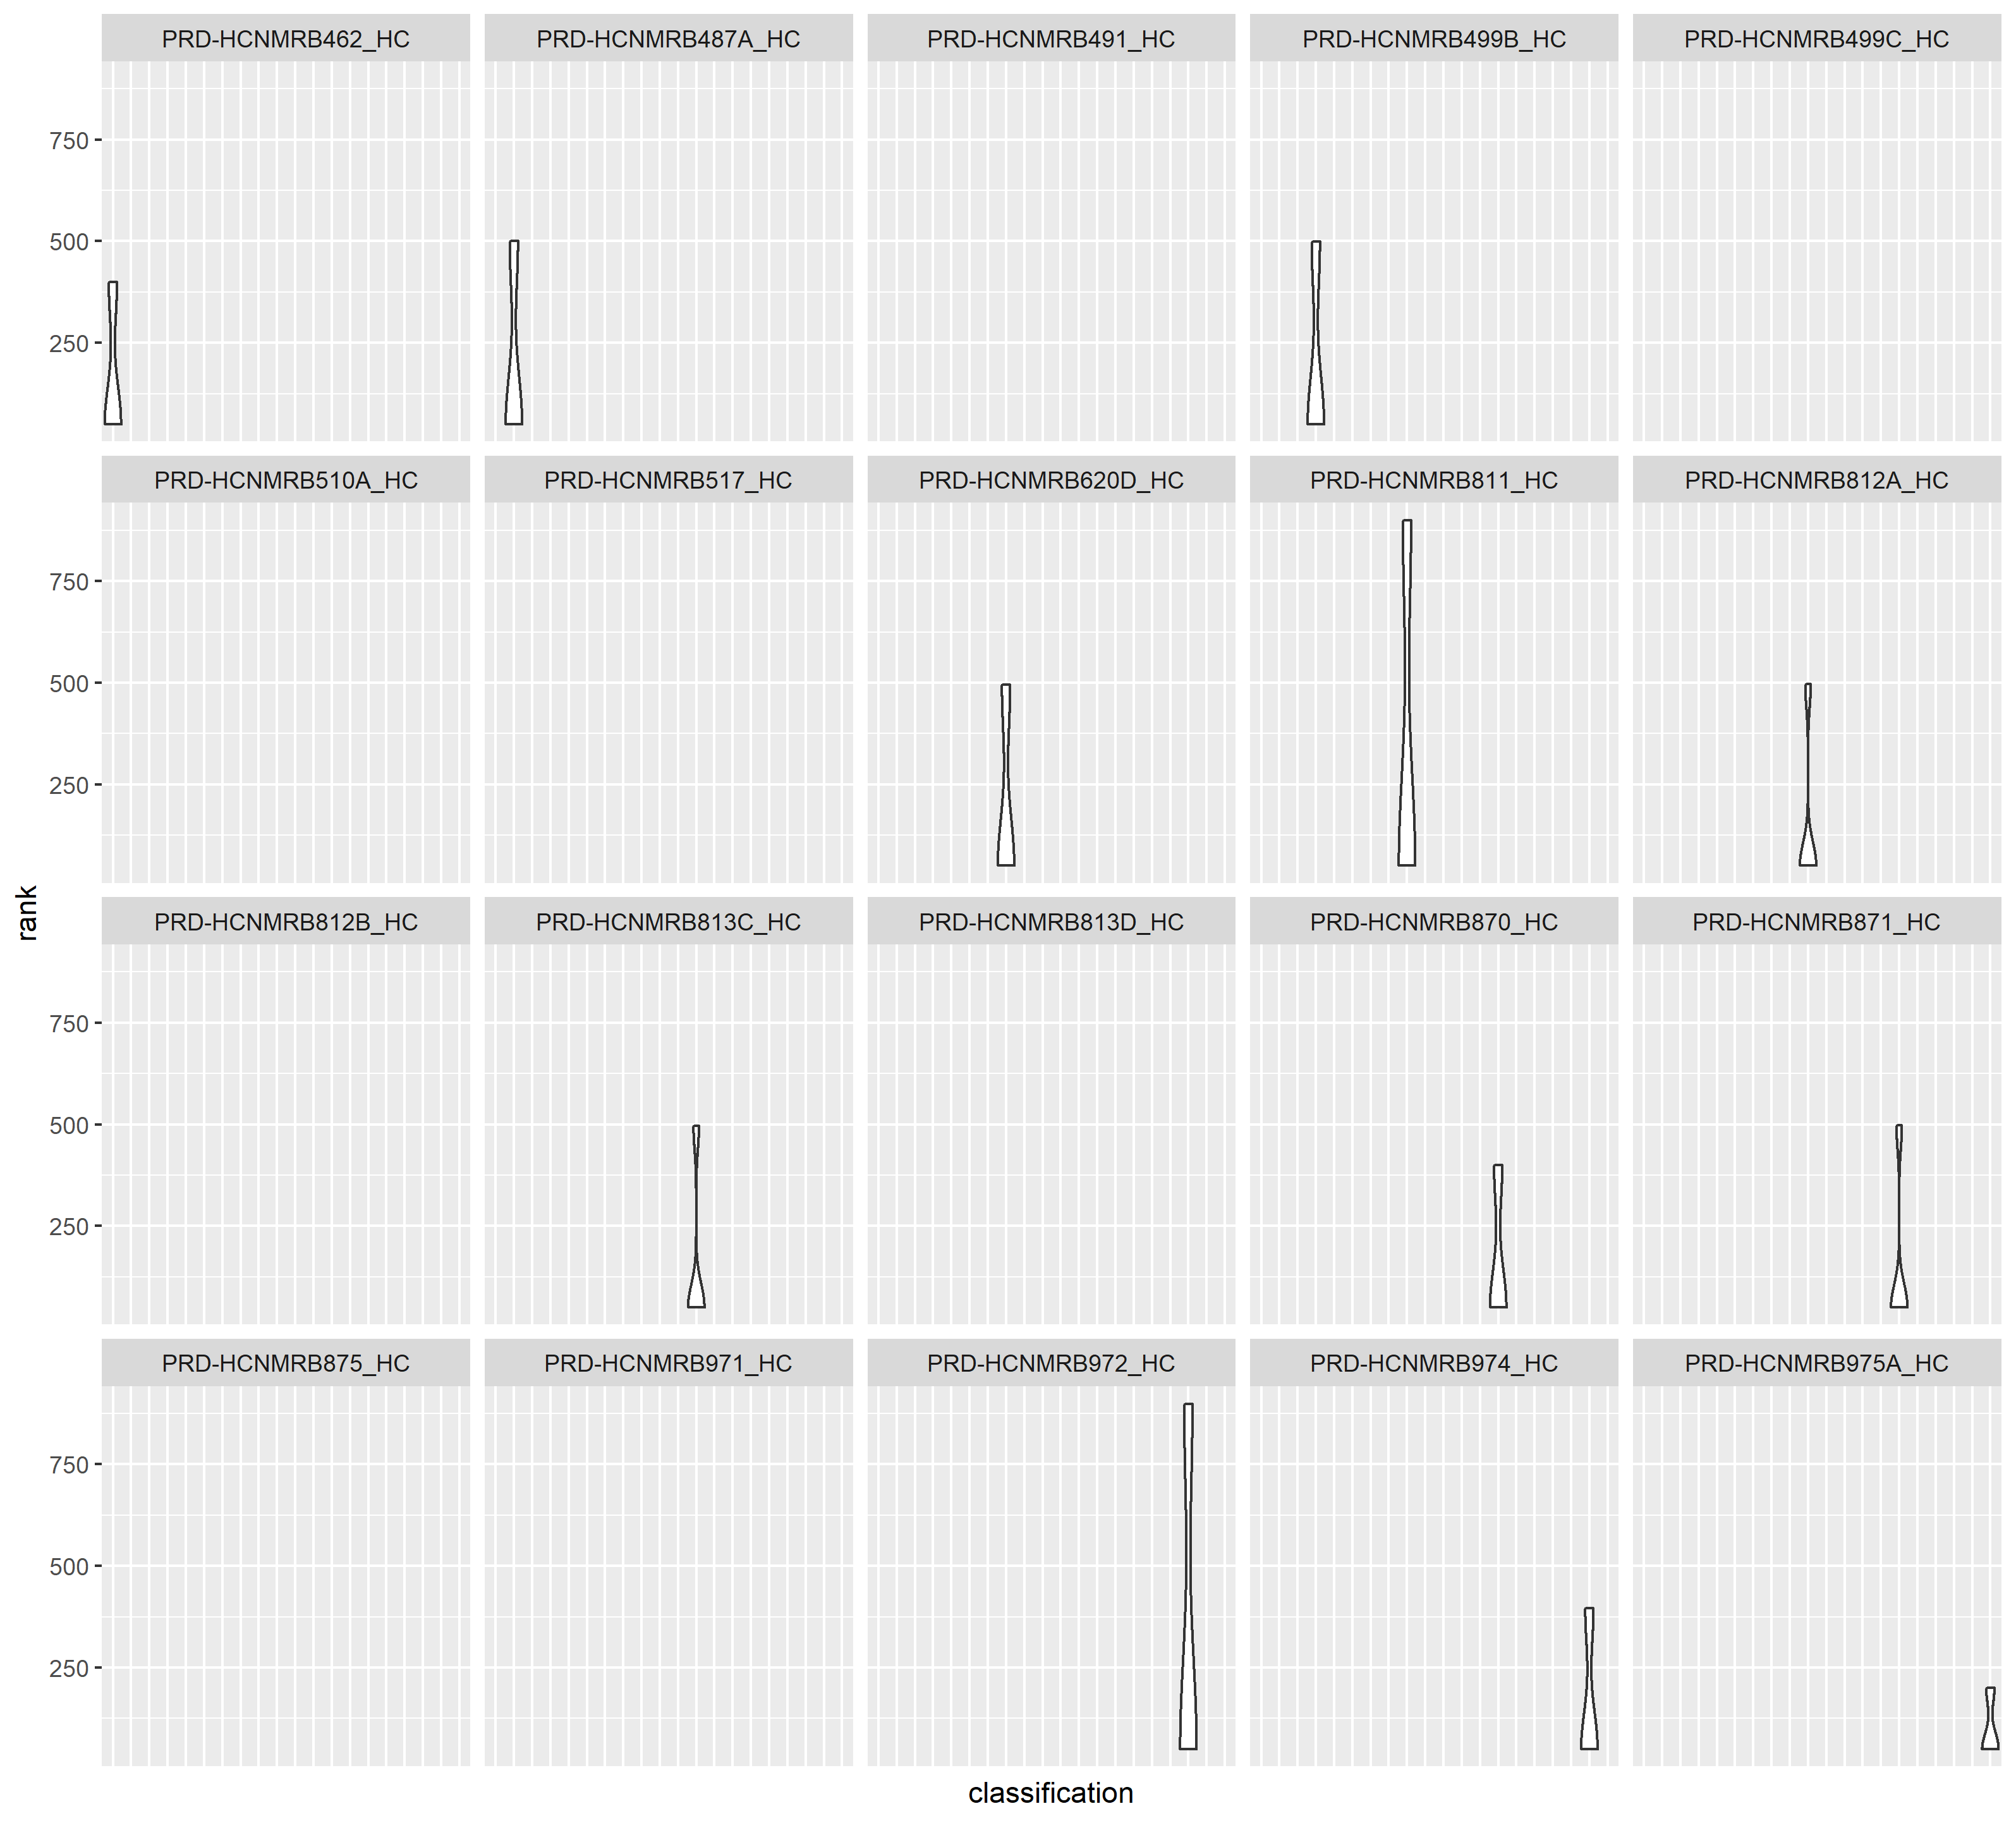 PRD-HCNMRB462_HC PRD-HCNMRB487A_HC PRD-HCNMRB491_HC PRD-HCNMRB499B_HC PRD-HCNMRB499C_HC
750
500
250
PRD-HCNMRB510A_HC PRD-HCNMRB517_HC PRD-HCNMRB620D_HC PRD-HCNMRB811_HC PRD-HCNMRB812A_HC
750
500
250
rank
PRD-HCNMRB812B_HC PRD-HCNMRB813C_HC PRD-HCNMRB813D_HC PRD-HCNMRB870_HC PRD-HCNMRB871_HC
750
500
250
PRD-HCNMRB875_HC PRD-HCNMRB971_HC PRD-HCNMRB972_HC PRD-HCNMRB974_HC PRD-HCNMRB975A_HC
750
500
250
classification